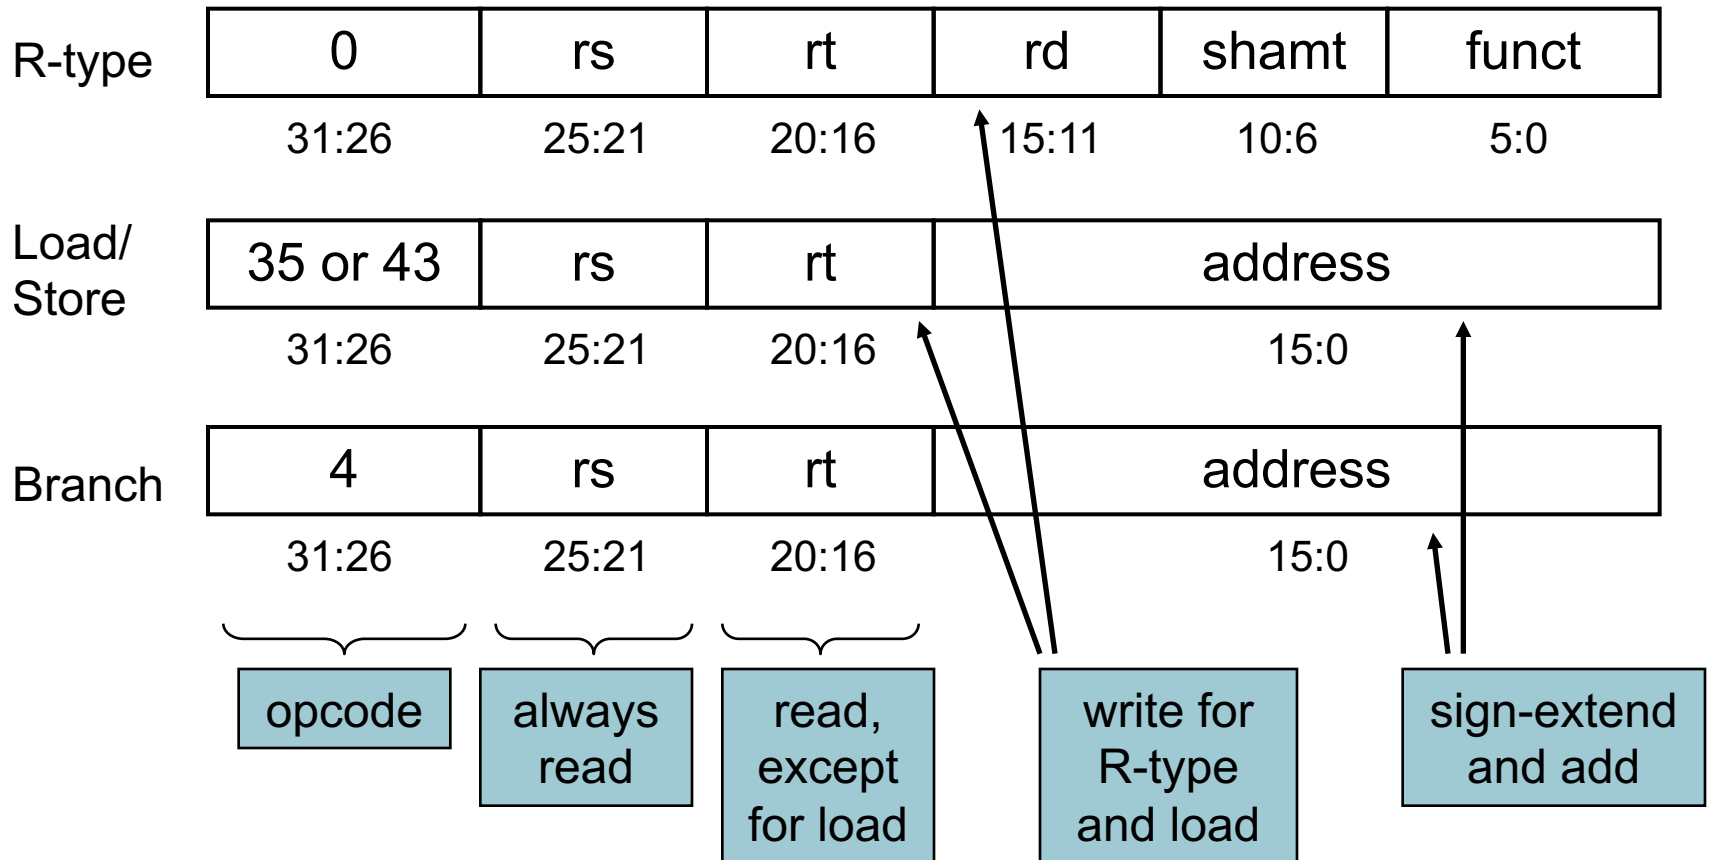 R-type 0 rs rt rd shamt funct
31:26 25:21 20:16 15:11 10:6 5:0
Load/
Store
35 or 43 rs rt address
31:26 25:21 20:16 15:0
Branch 4 rs rt address
31:26 25:21 20:16 15:0
opcode
always
read
read,
except
for load
write for
R-type
and load
sign-extend
and add